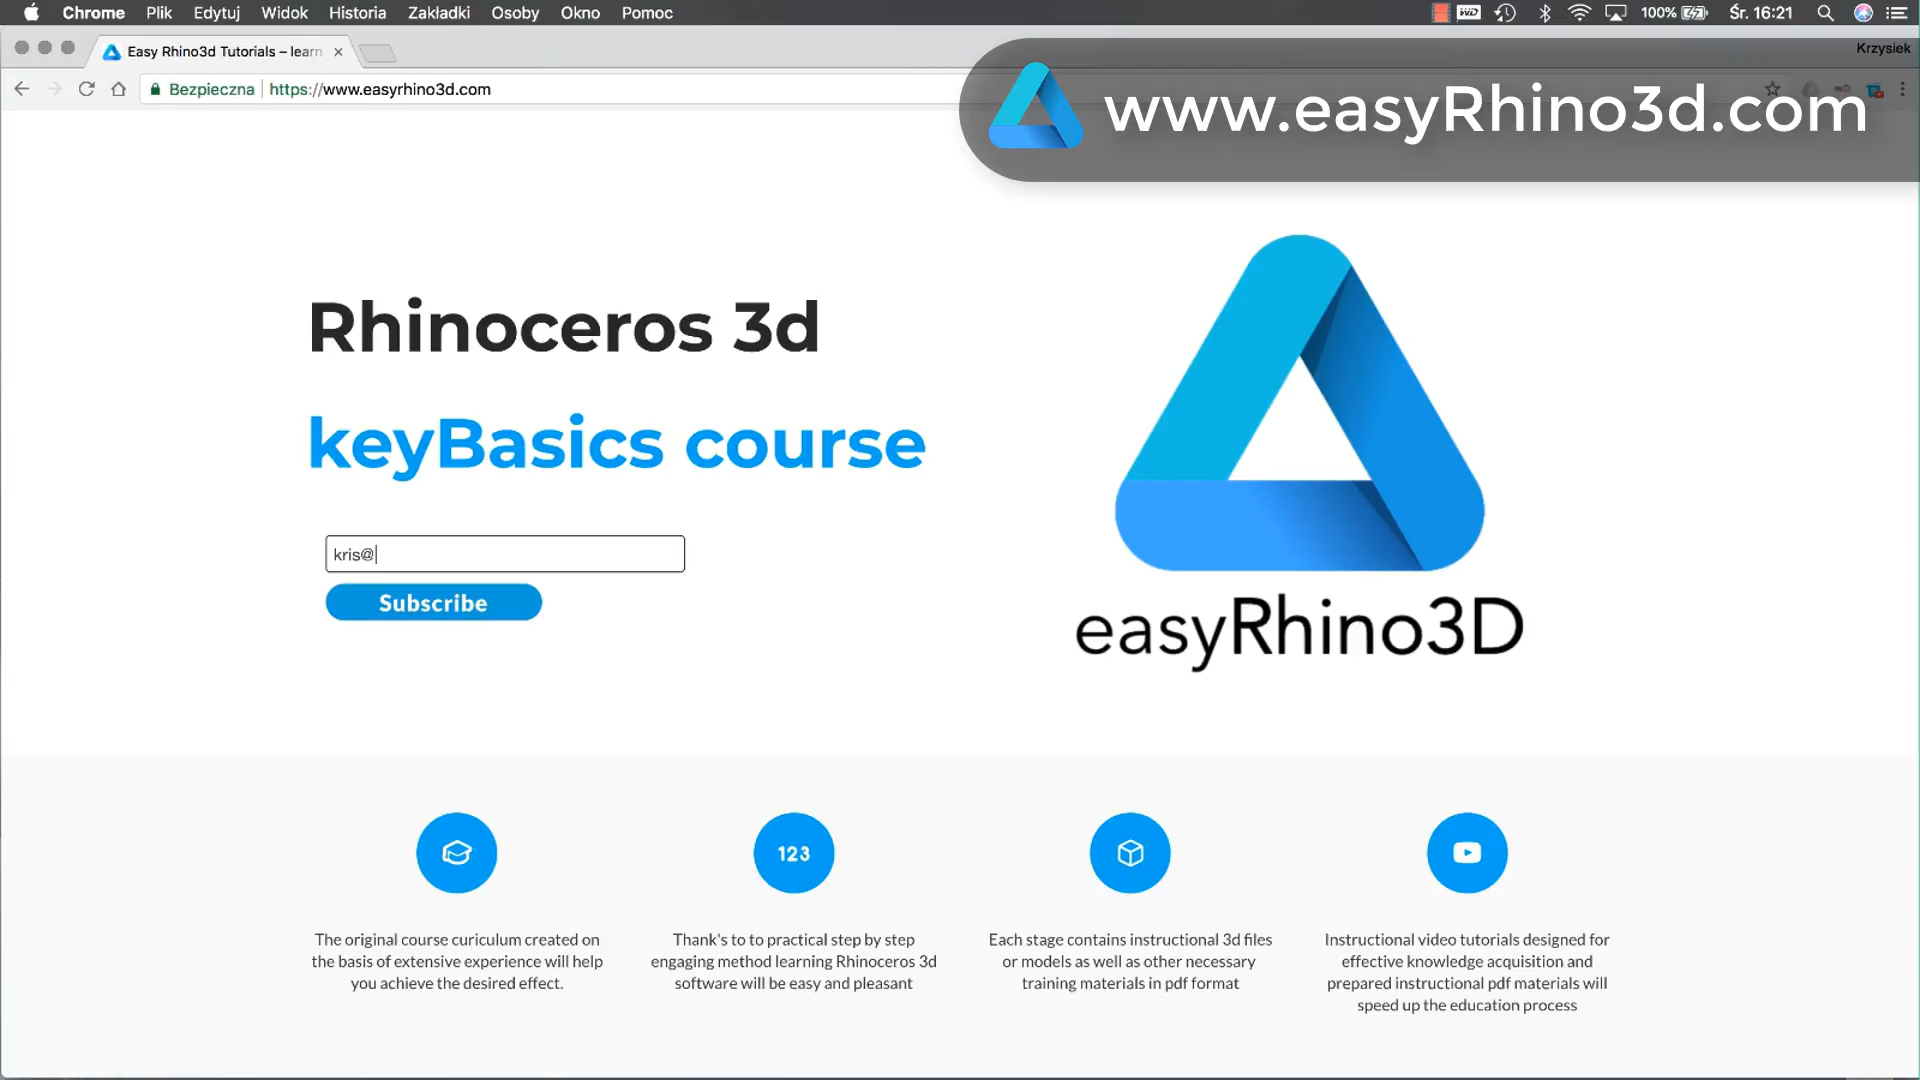 Chrome Plik Edytuj Widok Historia Zakładki Osoby Okno Pomoc
100% Śr. 16:21
Easy Rhino3d Tutorials – learn
Krzysiek
Bezpieczna https://www.easyrhino3d.com
www.easyRhino3d.com
Rhinoceros 3d
keyBasics course
kris@
Subscribe
easyRhino3D
123
The original course curiculum created on
the basis of extensive experience will help
you achieve the desired effect.
Thank's to to practical step by step
engaging method learning Rhinoceros 3d
software will be easy and pleasant
Each stage contains instructional 3d files
or models as well as other necessary
training materials in pdf format
Instructional video tutorials designed for
effective knowledge acquisition and
prepared instructional pdf materials will
speed up the education process